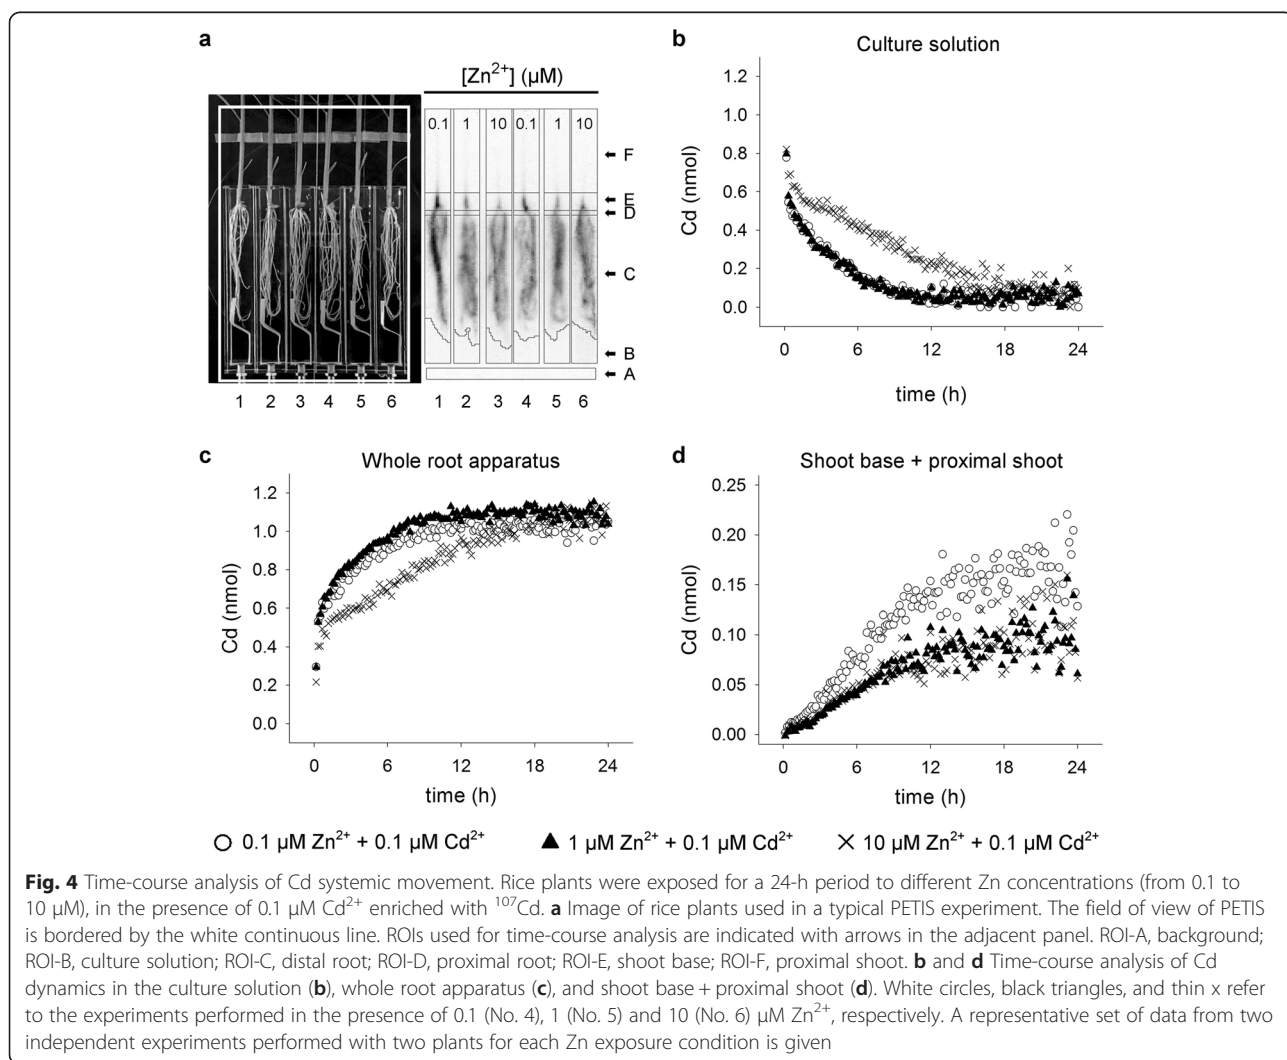 a
[Zn²⁺] (µM)
0.1 1 10 0.1 1 10
F
E
D
C
B
A
1 2 3 4 5 6
1 2 3 4 5 6
b
Culture solution
Cd (nmol)
1.2
1.0
0.8
0.6
0.4
0.2
0.0
0 6 12 18 24
time (h)
c
Whole root apparatus
Cd (nmol)
1.2
1.0
0.8
0.6
0.4
0.2
0.0
0 6 12 18 24
time (h)
d
Shoot base + proximal shoot
Cd (nmol)
0.25
0.20
0.15
0.10
0.05
0.00
0 6 12 18 24
time (h)
0.1 µM Zn²⁺ + 0.1 µM Cd²⁺ 1 µM Zn²⁺ + 0.1 µM Cd²⁺ 10 µM Zn²⁺ + 0.1 µM Cd²⁺
Fig. 4 Time-course analysis of Cd systemic movement. Rice plants were exposed for a 24-h period to different Zn concentrations (from 0.1 to
10 µM), in the presence of 0.1 µM Cd²⁺ enriched with ¹⁰⁷Cd. a Image of rice plants used in a typical PETIS experiment. The field of view of PETIS
is bordered by the white continuous line. ROIs used for time-course analysis are indicated with arrows in the adjacent panel. ROI-A, background;
ROI-B, culture solution; ROI-C, distal root; ROI-D, proximal root; ROI-E, shoot base; ROI-F, proximal shoot. b and d Time-course analysis of Cd
dynamics in the culture solution (b), whole root apparatus (c), and shoot base + proximal shoot (d). White circles, black triangles, and thin x refer
to the experiments performed in the presence of 0.1 (No. 4), 1 (No. 5) and 10 (No. 6) µM Zn²⁺, respectively. A representative set of data from two
independent experiments performed with two plants for each Zn exposure condition is given